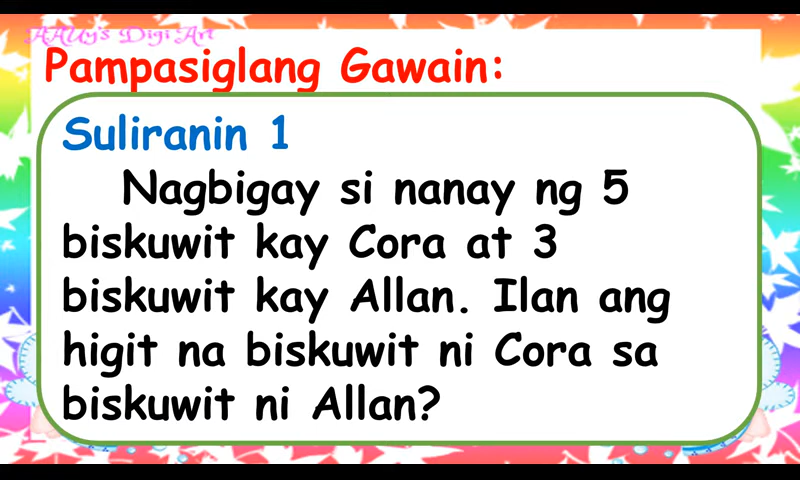 AAUy's Digi Art
Pampasiglang Gawain:
Suliranin 1
Nagbigay si nanay ng 5
biskuwit kay Cora at 3
biskuwit kay Allan. Ilan ang
higit na biskuwit ni Cora sa
biskuwit ni Allan?